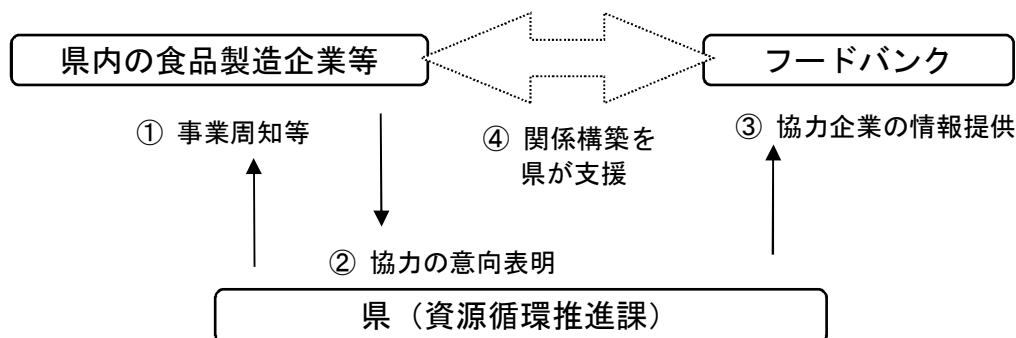 県内の食品製造企業等
フードバンク
① 事業周知等
④ 関係構築を
県が支援
③ 協力企業の情報提供
② 協力の意向表明
県（資源循環推進課）